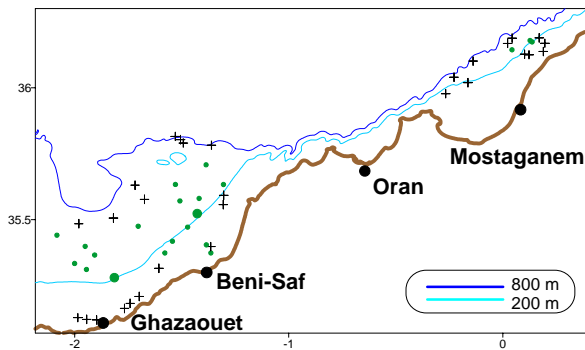 36
35.5
Mostaganem
Oran
Beni-Saf
Ghazaouet
800 m
200 m
-2
-1
0